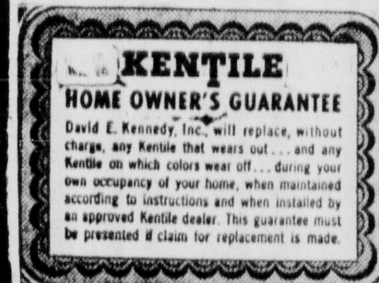 KENTILE
HOME OWNER'S GUARANTEE
David E. Kennedy, Inc., will replace, without
charge, any Kentile that wears out ... and any
Kentile on which colors wear off ... during your
own occupancy of your home, when maintained
according to instructions and when installed by
an approved Kentile dealer. This guarantee must
be presented if claim for replacement is made.